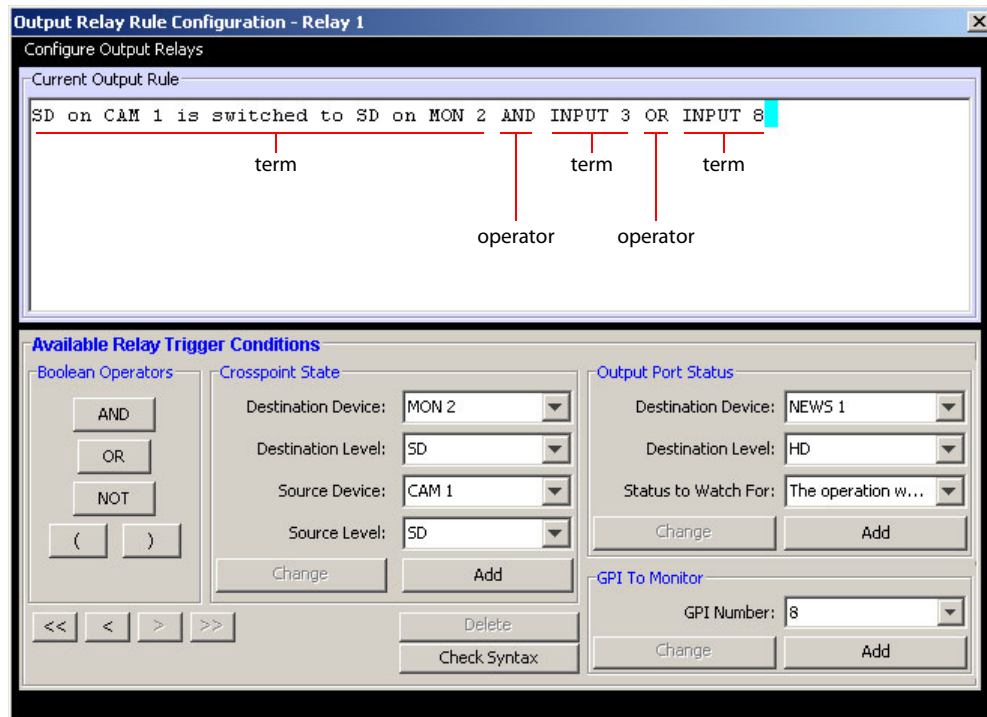 Output Relay Rule Configuration - Relay 1
Configure Output Relays
Current Output Rule
SD on CAM 1 is switched to SD on MON 2 AND INPUT 3 OR INPUT 8
term term term
operator operator
Available Relay Trigger Conditions
Boolean Operators
AND
OR
NOT
( )
Crosspoint State
Destination Device: MON 2
Destination Level: SD
Source Device: CAM 1
Source Level: SD
Change Add
Output Port Status
Destination Device: NEWS 1
Destination Level: HD
Status to Watch For: The operation w...
Change Add
GPI To Monitor
GPI Number: 8
Change Add
<< < > >>
Delete
Check Syntax